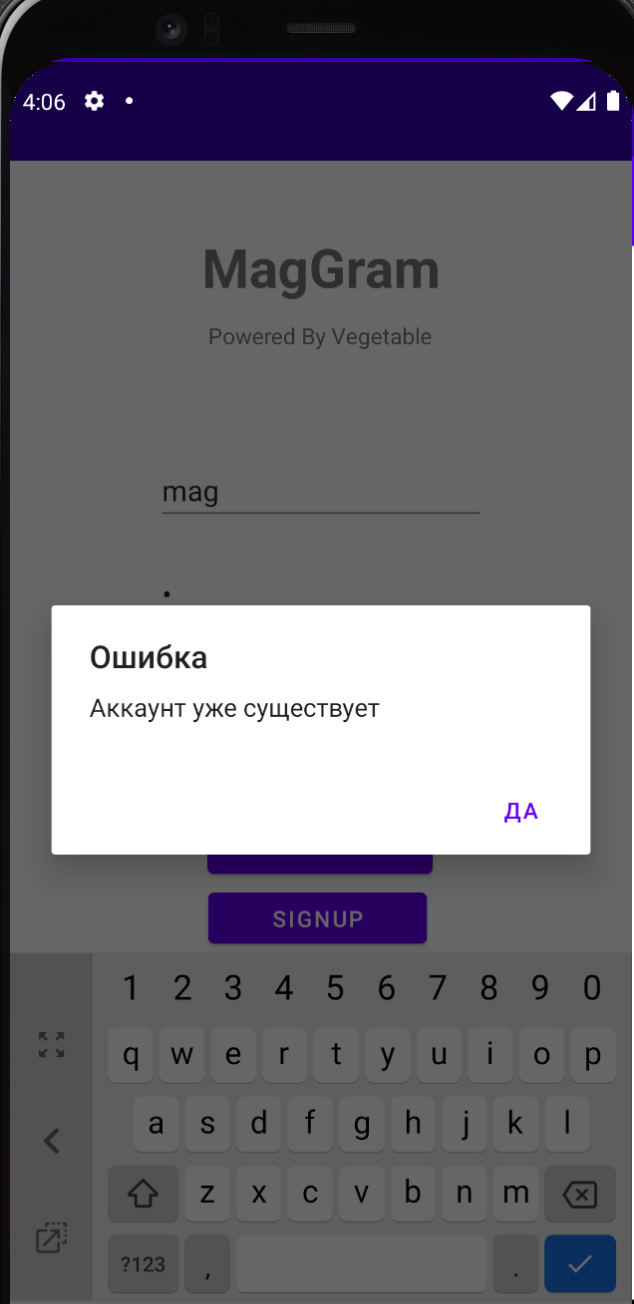 4:06
MagGram
Powered By Vegetable
mag
Ошибка
Аккаунт уже существует
ДА
SIGNUP
1 2 3 4 5 6 7 8 9 0
q w e r t y u i o p
a s d f g h j k l
z x c v b n m
?123 , .